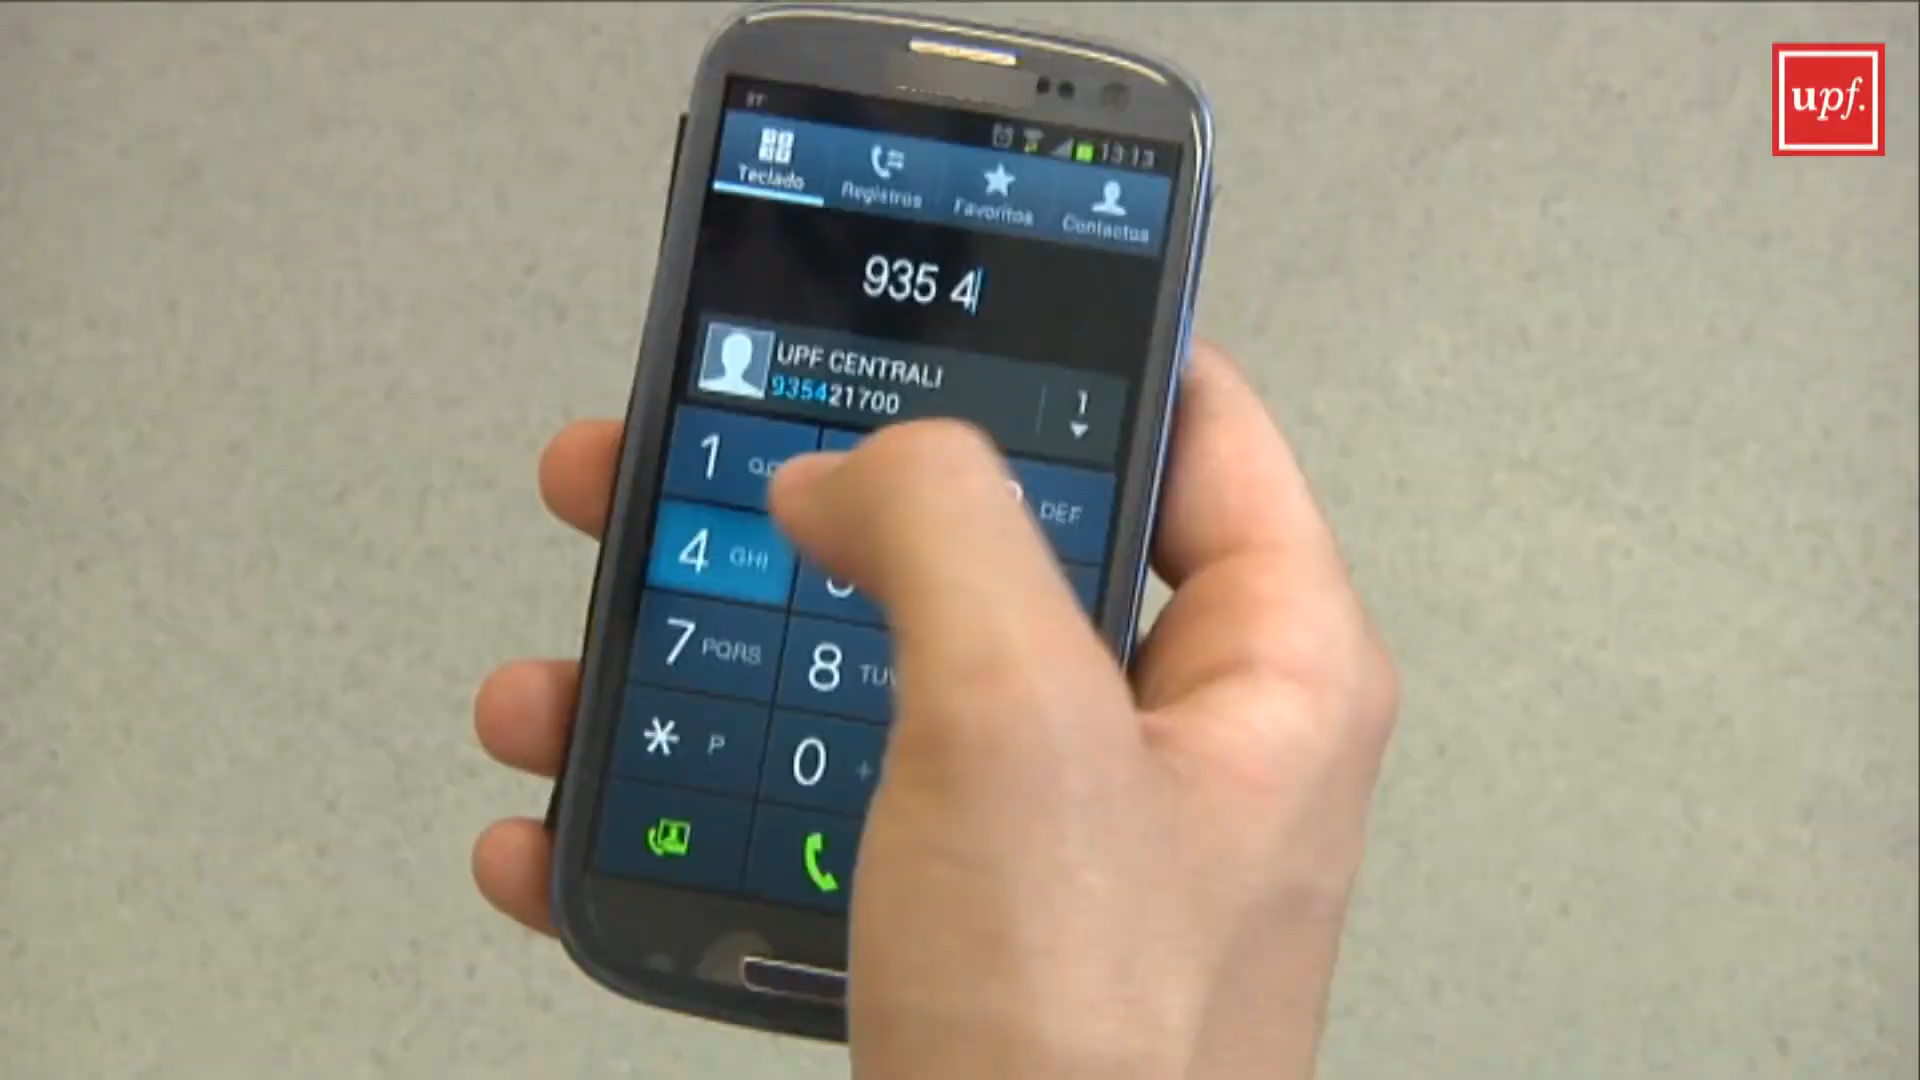 upf.
13:13
Teclado
Registros
Favoritos
Contactos
935 4
UPF CENTRALI
935421700
1
1
DEF
4 GHI
7 PQRS
8 TUV
* P
0 +